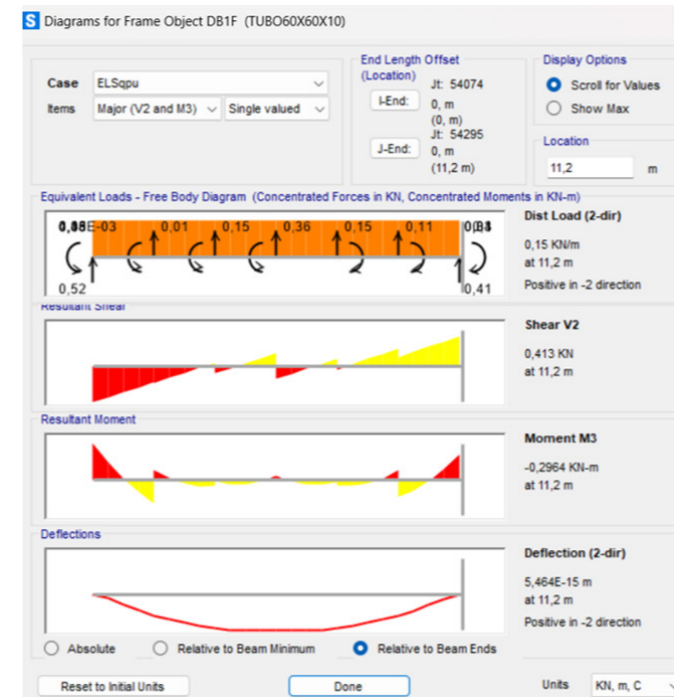 S Diagrams for Frame Object DB1F (TUBO60X60X10)
Case ELSqpu
Items Major (V2 and M3) Single valued
End Length Offset
(Location)
Jt: 54074
I-End: 0, m
(0, m)
Jt: 54295
J-End: 0, m
(11,2 m)
Display Options
Scroll for Values
Show Max
Location
11,2 m
Equivalent Loads - Free Body Diagram (Concentrated Forces in KN, Concentrated Moments in KN-m)
E-03 0,01 0,15 0,36 0,15 0,11
0,52 0,41
Dist Load (2-dir)
0,15 KN/m
at 11,2 m
Positive in -2 direction
Resultant Shear
Shear V2
0,413 KN
at 11,2 m
Resultant Moment
Moment M3
-0,2964 KN-m
at 11,2 m
Deflections
Deflection (2-dir)
5,464E-15 m
at 11,2 m
Positive in -2 direction
Absolute Relative to Beam Minimum Relative to Beam Ends
Reset to Initial Units Done Units KN, m, C